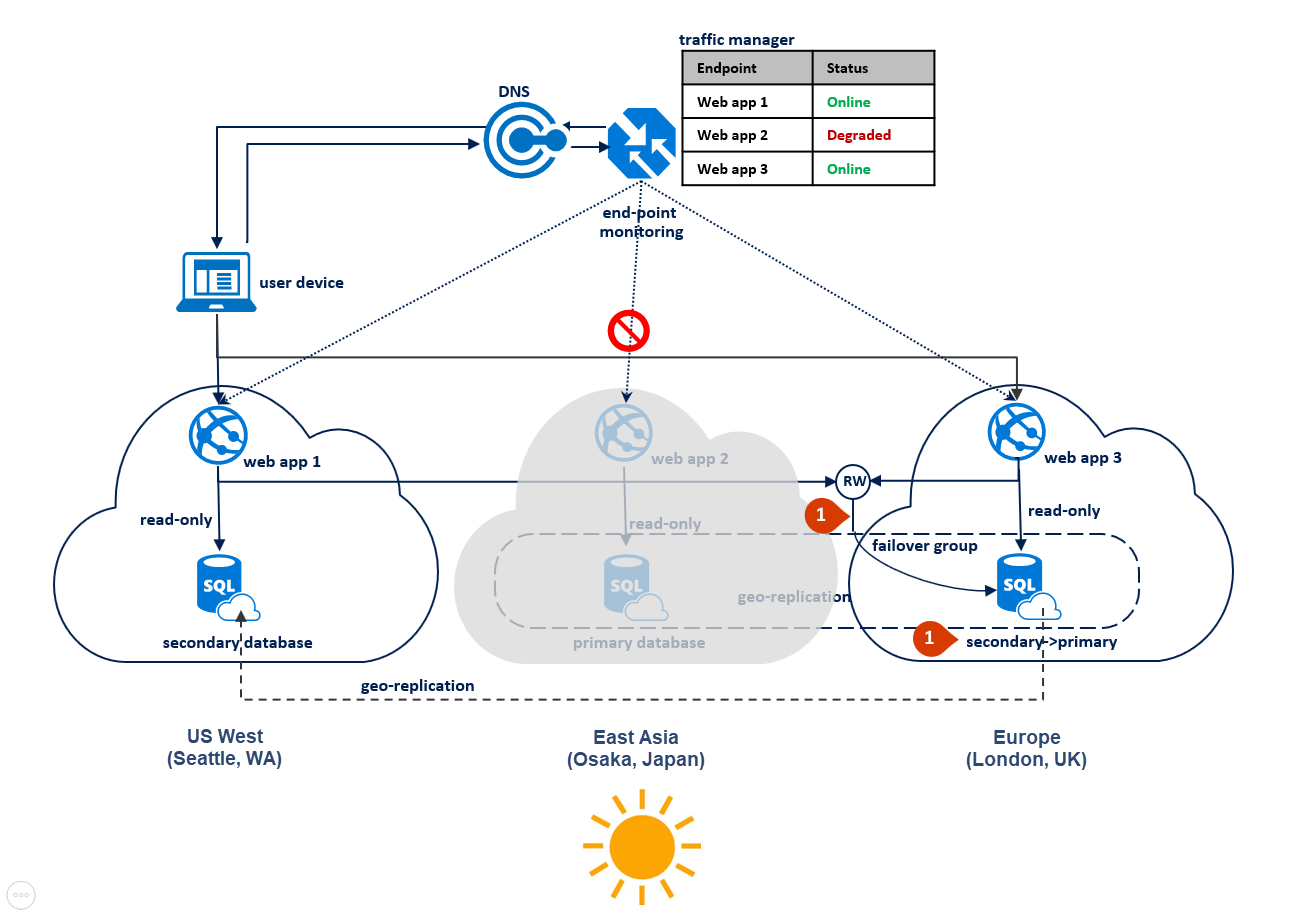 traffic manager
Endpoint Status
Web app 1 Online
Web app 2 Degraded
Web app 3 Online
DNS
end-point
monitoring
user device
web app 1
web app 2
web app 3
RW
1
read-only
read-only
read-only
failover group
SQL
SQL
SQL
geo-replication
1
secondary database
primary database
secondary->primary
geo-replication
US West
(Seattle, WA)
East Asia
(Osaka, Japan)
Europe
(London, UK)